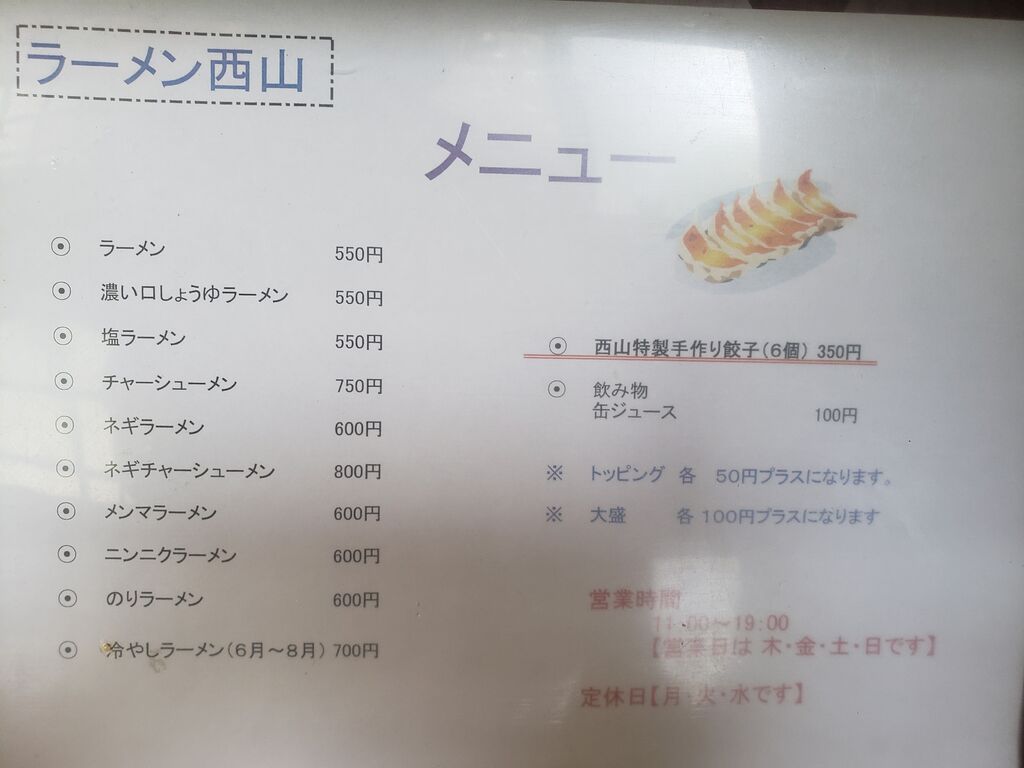 ラーメン西山
メニュー
◉ ラーメン 550円
◉ 濃い口しょうゆラーメン 550円
◉ 塩ラーメン 550円
◉ チャーシューメン 750円
◉ ネギラーメン 600円
◉ ネギチャーシューメン 800円
◉ メンマラーメン 600円
◉ ニンニクラーメン 600円
◉ のりラーメン 600円
◉ 冷やしラーメン(6月~8月) 700円
◉ 西山特製手作り餃子(6個) 350円
◉ 飲み物
缶ジュース 100円
※ トッピング 各 50円プラスになります。
※ 大盛 各 100円プラスになります
営業時間
11:00~19:00
【営業日は 木・金・土・日です】
定休日【月・火・水です】